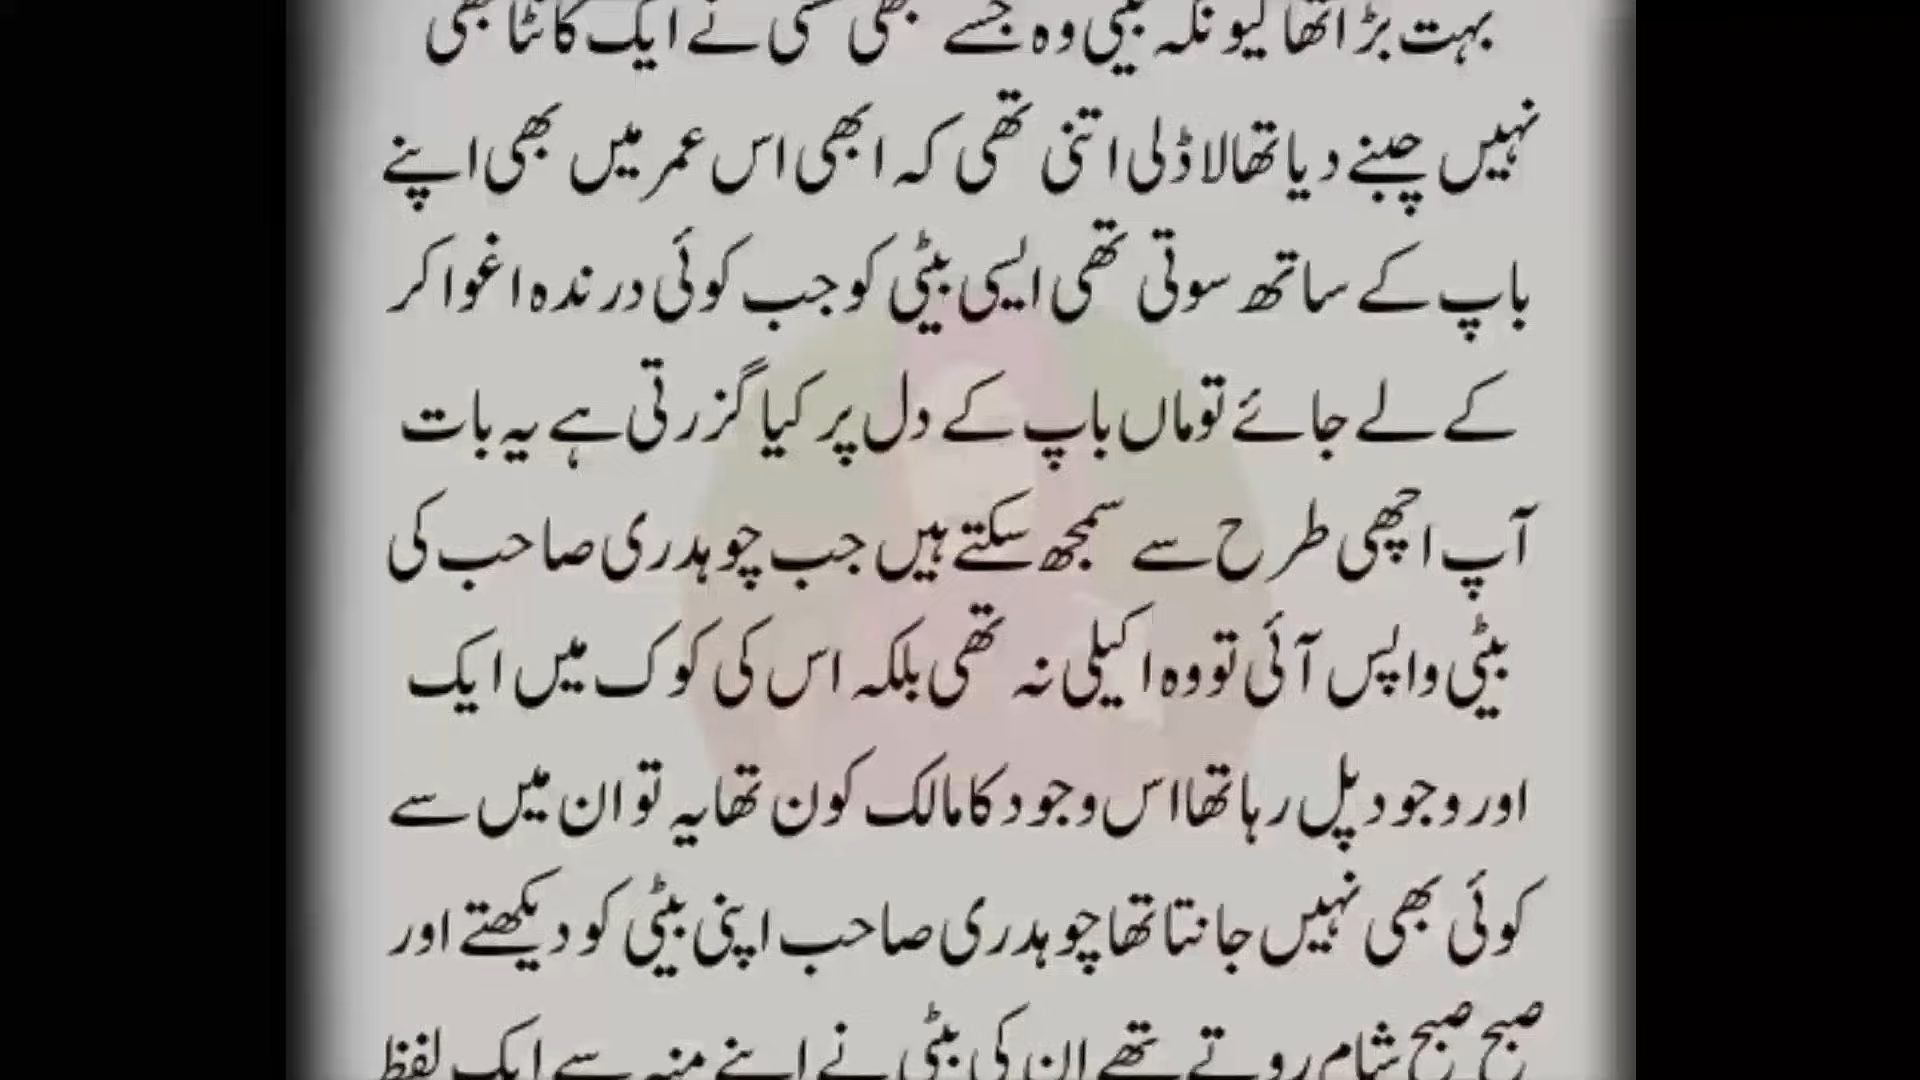 بہت بڑا تھا کیونکہ بیٹی وہ جسے کبھی کسی نے ایک کانٹا بھی
نہیں چبنے دیا تھا لاڈلی اتنی تھی کہ ابھی اس عمر میں بھی اپنے
باپ کے ساتھ سوتی تھی ایسی بیٹی کو جب کوئی درندہ اغوا کر
کے لے جائے تو ماں باپ کے دل پر کیا گزرتی ہے یہ بات
آپ اچھی طرح سے سمجھ سکتے ہیں جب چوہدری صاحب کی
بیٹی واپس آئی تو وہ اکیلی نہ تھی بلکہ اس کی کوک میں ایک
اور وجود پل رہا تھا اس وجود کا مالک کون تھا یہ تو ان میں سے
کوئی بھی نہیں جانتا تھا چوہدری صاحب اپنی بیٹی کو دیکھتے اور
صبح صبح شام روتے تھے ان کی بیٹی نے اپنے منہ سے ایک لفظ